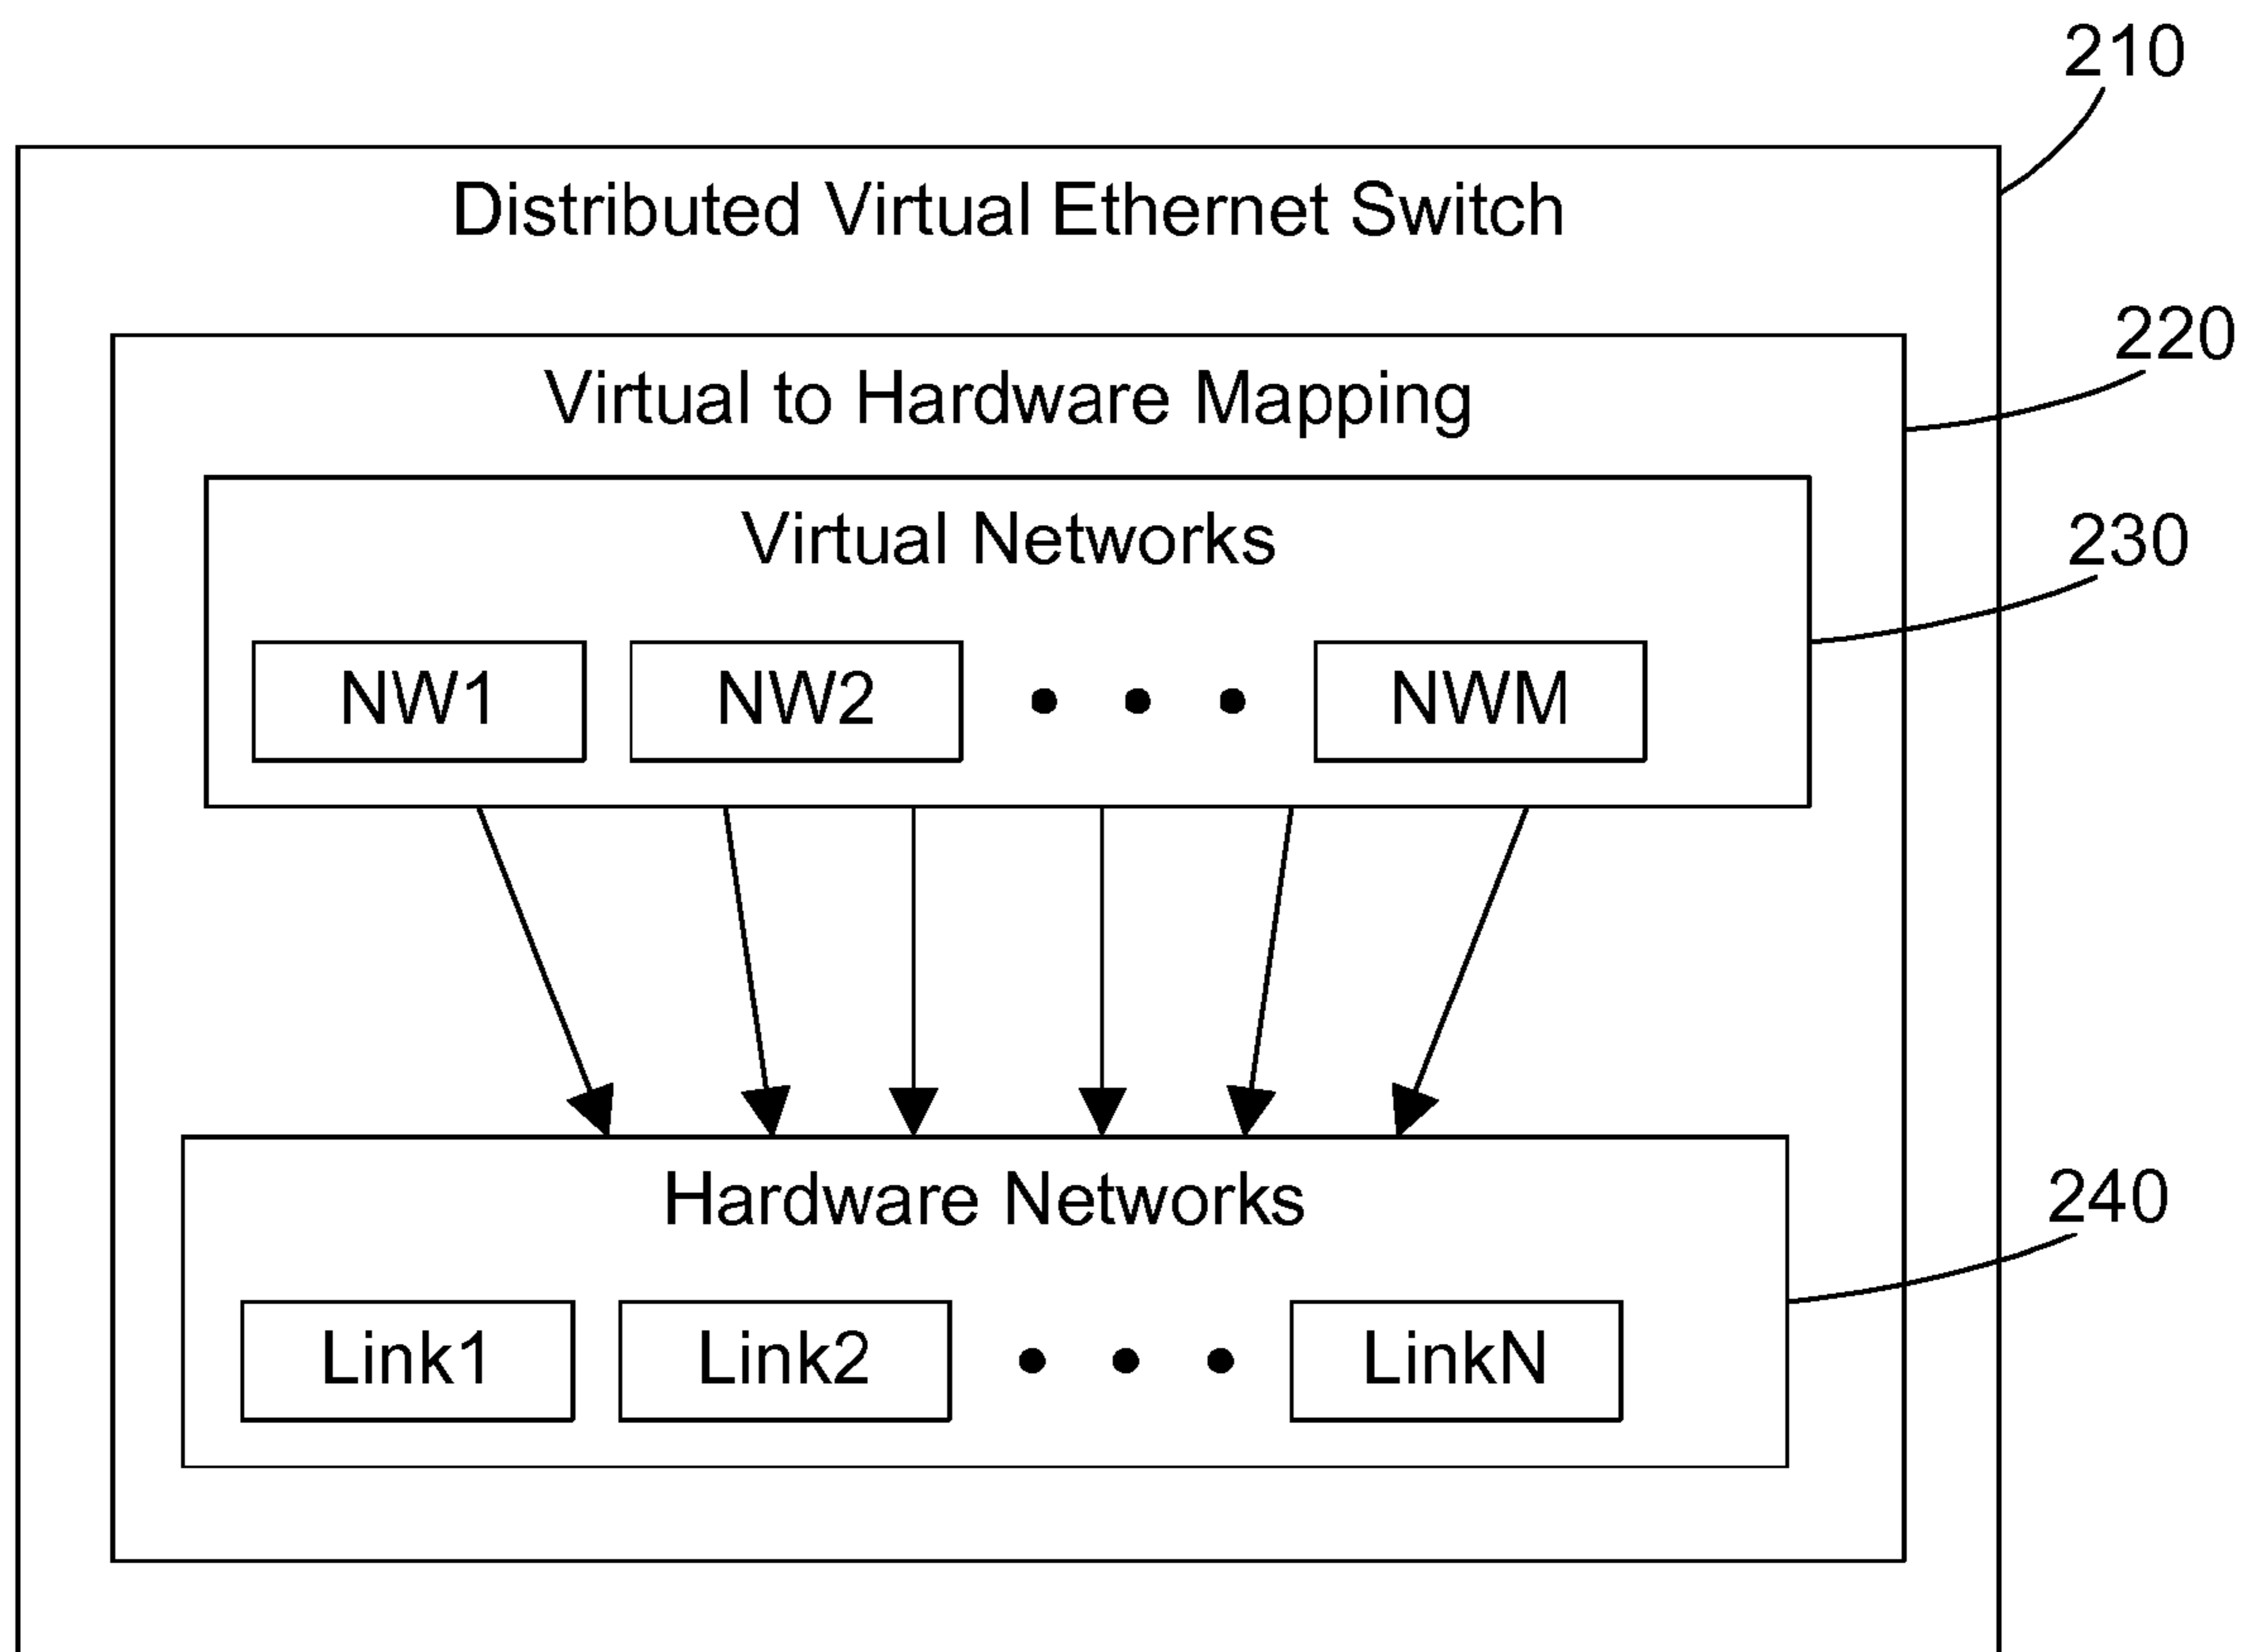 210
Distributed Virtual Ethernet Switch
220
Virtual to Hardware Mapping
Virtual Networks
230
NW1 NW2 • • • NWM
Hardware Networks
240
Link1 Link2 • • • LinkN